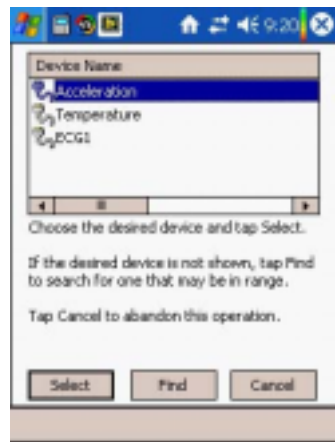 9:20
Device Name
Acceleration
Temperature
ECG1
Choose the desired device and tap Select.
If the desired device is not shown, tap Find
to search for one that may be in range.
Tap Cancel to abandon this operation.
Select Find Cancel